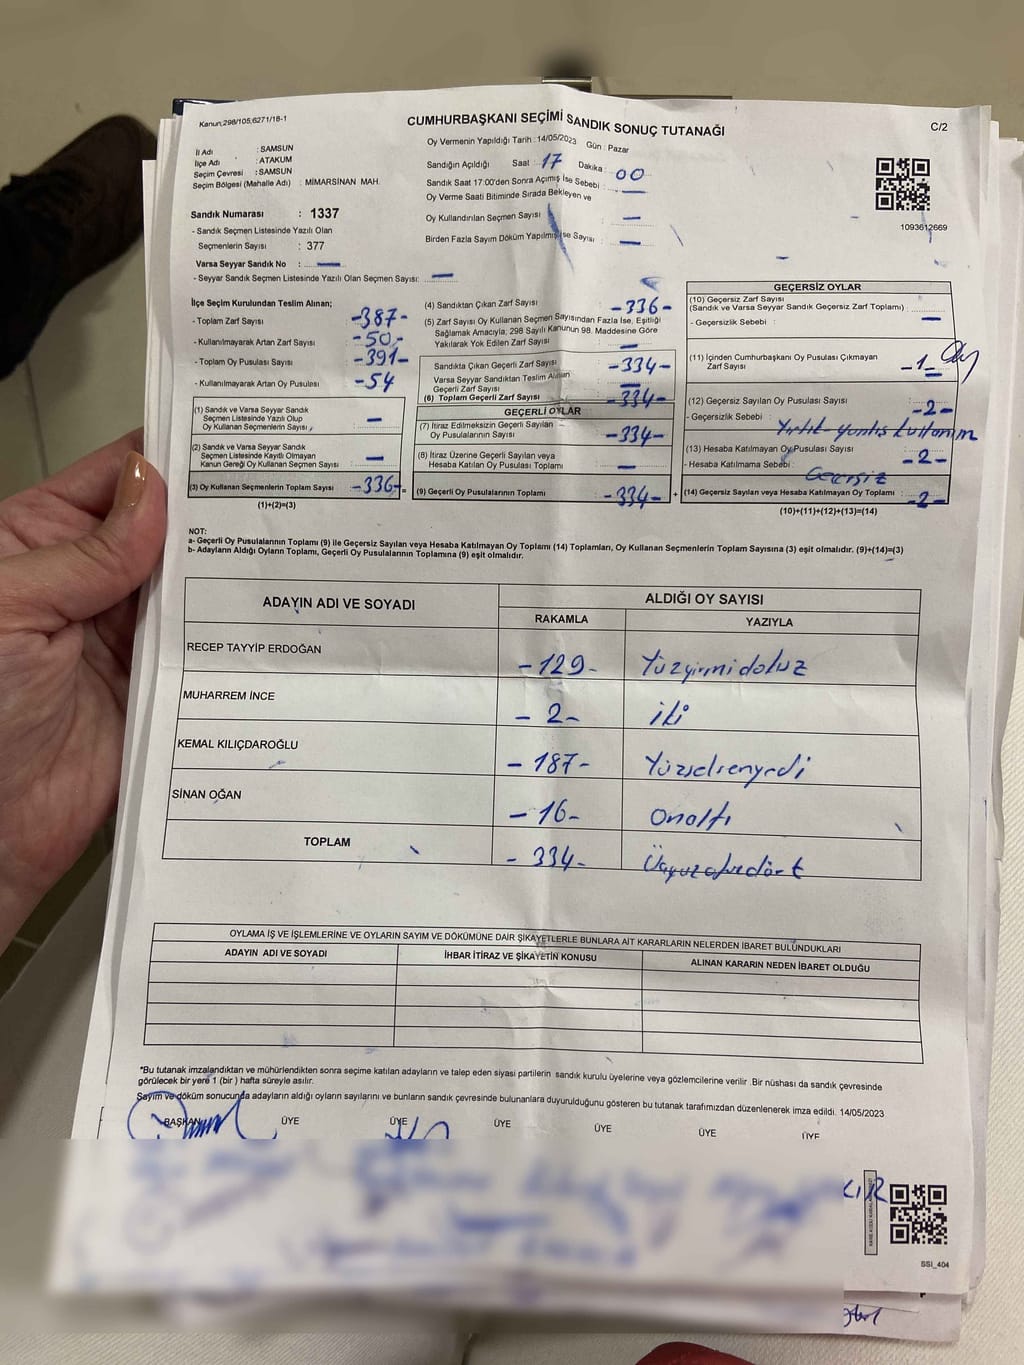 Kanun;298/105;6271/18-1
CUMHURBAŞKANI SEÇİMİ SANDIK SONUÇ TUTANAĞI
C/2
İl Adı : SAMSUN
İlçe Adı : ATAKUM
Seçim Çevresi : SAMSUN
Seçim Bölgesi (Mahalle Adı) : MİMARSİNAN MAH.
Oy Vermenin Yapıldığı Tarih : 14/05/2023 Gün : Pazar
Sandığın Açıldığı Saat : 17 Dakika : 00
Sandık Saat 17:00'den Sonra Açımış İse Sebebi : —
Oy Verme Saati Bitiminde Sırada Bekleyen ve
Oy Kullandırılan Seçmen Sayısı —
Birden Fazla Sayım Döküm Yapılmış İse Sayısı : —
1093612669
Sandık Numarası : 1337
- Sandık Seçmen Listesinde Yazılı Olan
Seçmenlerin Sayısı : 377
Varsa Seyyar Sandık No : —
- Seyyar Sandık Seçmen Listesinde Yazılı Olan Seçmen Sayısı: —
İlçe Seçim Kurulundan Teslim Alınan;
- Toplam Zarf Sayısı : -387-
- Kullanılmayarak Artan Zarf Sayısı : -50-
- Toplam Oy Pusulası Sayısı : -391-
- Kullanılmayarak Artan Oy Pusulası : -54
(1) Sandık ve Varsa Seyyar Sandık
Seçmen Listesinde Yazılı Olup
Oy Kullanan Seçmenlerin Sayısı : —
(2) Sandık ve Varsa Seyyar Sandık
Seçmen Listesinde Kayıtlı Olmayan
Kanun Gereği Oy Kullanan Seçmen Sayısı : —
(3) Oy Kullanan Seçmenlerin Toplam Sayısı : -336- =
(1)+(2)=(3)
(4) Sandıktan Çıkan Zarf Sayısı : -336-
(5) Zarf Sayısı Oy Kullanan Seçmen Sayısından Fazla İse, Eşitliği
Sağlamak Amacıyla; 298 Sayılı Kanunun 98. Maddesine Göre
Yakılarak Yok Edilen Zarf Sayısı : —
Sandıkta Çıkan Geçerli Zarf Sayısı : -334-
Varsa Seyyar Sandıktan Teslim Alınan
Geçerli Zarf Sayısı : —
(6) Toplam Geçerli Zarf Sayısı : -334-
GEÇERLİ OYLAR
(7) İtiraz Edilmeksizin Geçerli Sayılan
Oy Pusulalarının Sayısı : -334-
(8) İtiraz Üzerine Geçerli Sayılan veya
Hesaba Katılan Oy Pusulası Toplamı : —
(9) Geçerli Oy Pusulalarının Toplamı : -334- +
GEÇERSİZ OYLAR
(10) Geçersiz Zarf Sayısı
(Sandık ve Varsa Seyyar Sandık Geçersiz Zarf Toplamı) :
- Geçersizlik Sebebi : —
(11) İçinden Cumhurbaşkanı Oy Pusulası Çıkmayan
Zarf Sayısı : -1-
(12) Geçersiz Sayılan Oy Pusulası Sayısı : -2-
- Geçersizlik Sebebi : Yırtık-yanlış kullanım
(13) Hesaba Katılmayan Oy Pusulası Sayısı : -2-
- Hesaba Katılmama Sebebi : Geçersiz
(14) Geçersiz Sayılan veya Hesaba Katılmayan Oy Toplamı : -2-
(10)+(11)+(12)+(13)=(14)
NOT:
a- Geçerli Oy Pusulalarının Toplamı (9) ile Geçersiz Sayılan veya Hesaba Katılmayan Oy Toplamı (14) Toplamları, Oy Kullanan Seçmenlerin Toplam Sayısına (3) eşit olmalıdır. (9)+(14)=(3)
b- Adayların Aldığı Oyların Toplamı, Geçerli Oy Pusulalarının Toplamına (9) eşit olmalıdır.
ADAYIN ADI VE SOYADI
ALDIĞI OY SAYISI
RAKAMLA
YAZIYLA
RECEP TAYYİP ERDOĞAN -129- Yüzyirmidokuz
MUHARREM İNCE -2- iki
KEMAL KILIÇDAROĞLU -187- Yüzseksenyedi
SİNAN OĞAN -16- onaltı
TOPLAM -334- Üçyüzotuzdört
OYLAMA İŞ VE İŞLEMLERİNE VE OYLARIN SAYIM VE DÖKÜMÜNE DAİR ŞİKAYETLERLE BUNLARA AİT KARARLARIN NELERDEN İBARET BULUNDUKLARI
ADAYIN ADI VE SOYADI
İHBAR İTİRAZ VE ŞİKAYETİN KONUSU
ALINAN KARARIN NEDEN İBARET OLDUĞU
*Bu tutanak imzalandıktan ve mühürlendikten sonra seçime katılan adayların ve talep eden siyasi partilerin sandık kurulu üyelerine veya gözlemcilerine verilir .Bir nüshası da sandık çevresinde
görülecek bir yere 1 (bir ) hafta süreyle asılır.
Sayım ve döküm sonucunda adayların aldığı oyların sayılarını ve bunların sandık çevresinde bulunanlara duyurulduğunu gösteren bu tutanak tarafımızdan düzenlenerek imza edildi. 14/05/2023
BAŞKAN ÜYE ÜYE ÜYE ÜYE ÜYE ÜYE
SSI_404